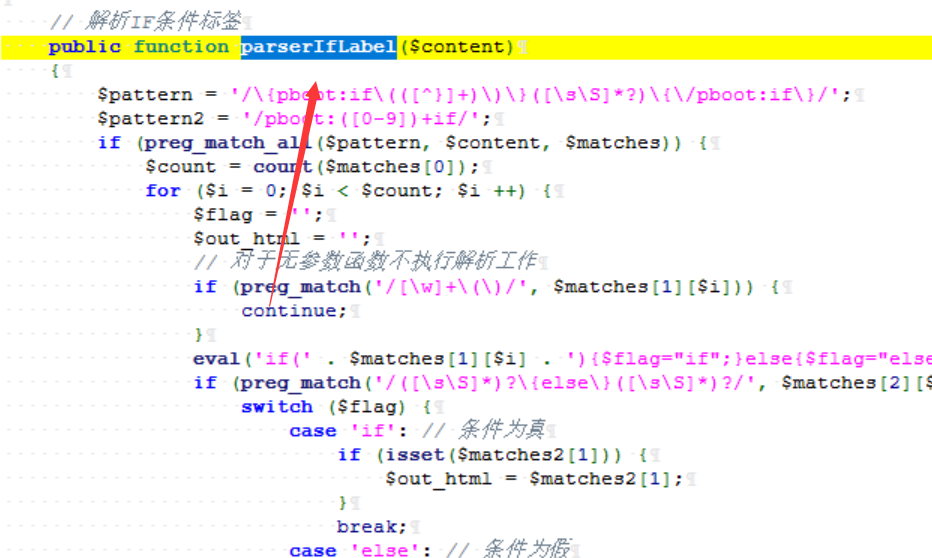 // 解析IF条件标签
public function parserIfLabel($content)
{
$pattern = '/\{pboot:if\(([^}]+)\)\}([\s\S]*?)\{\/pboot:if\}/';
$pattern2 = '/pboot:([0-9])+if/';
if (preg_match_all($pattern, $content, $matches)) {
$count = count($matches[0]);
for ($i = 0; $i < $count; $i ++) {
$flag = '';
$out_html = '';
// 对于无参数函数不执行解析工作
if (preg_match('/[\w]+\(\)/', $matches[1][$i])) {
continue;
}
eval('if(' . $matches[1][$i] . '){$flag="if";}else{$flag="else
if (preg_match('/([\s\S]*)?\{else\}([\s\S]*)?/', $matches[2][$
switch ($flag) {
case 'if': // 条件为真
if (isset($matches2[1])) {
$out_html = $matches2[1];
}
break;
case 'else': // 条件为假